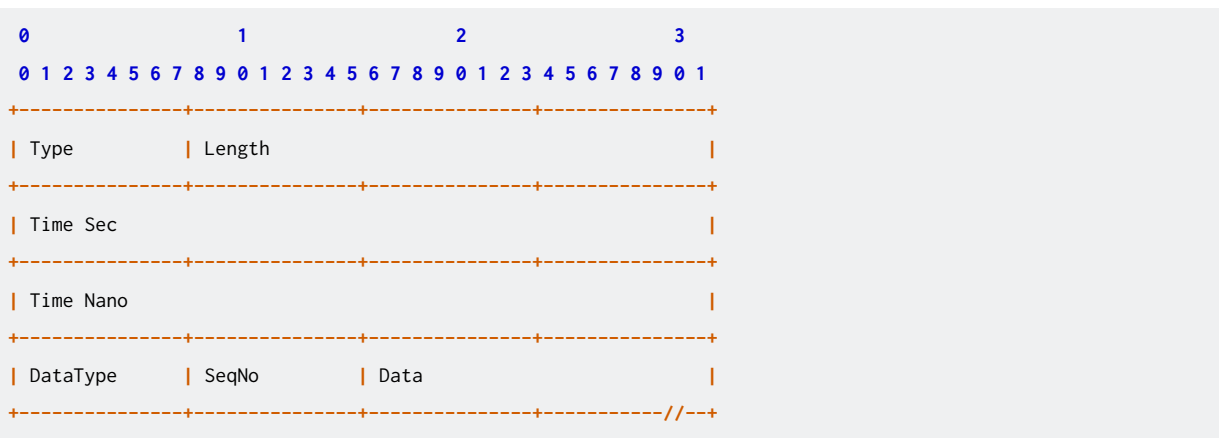 0                   1                   2                   3
 0 1 2 3 4 5 6 7 8 9 0 1 2 3 4 5 6 7 8 9 0 1 2 3 4 5 6 7 8 9 0 1
+---------------+---------------+---------------+---------------+
| Type          | Length                                        |
+---------------+---------------+---------------+---------------+
| Time Sec                                                      |
+---------------+---------------+---------------+---------------+
| Time Nano                                                     |
+---------------+---------------+---------------+---------------+
| DataType      | SeqNo         | Data                          |
+---------------+---------------+---------------+-----------//--+